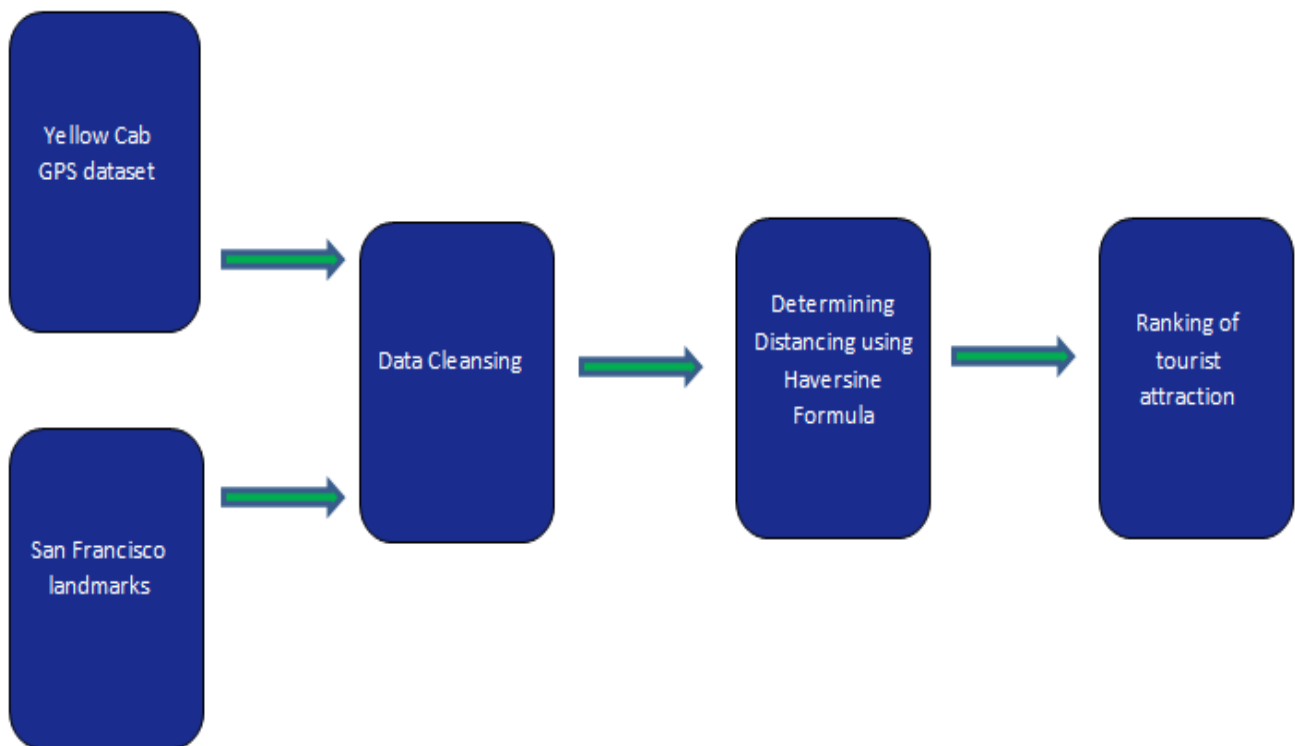 Yellow Cab
GPS dataset
San Francisco
landmarks
Data Cleansing
Determining
Distancing using
Haversine
Formula
Ranking of
tourist
attraction